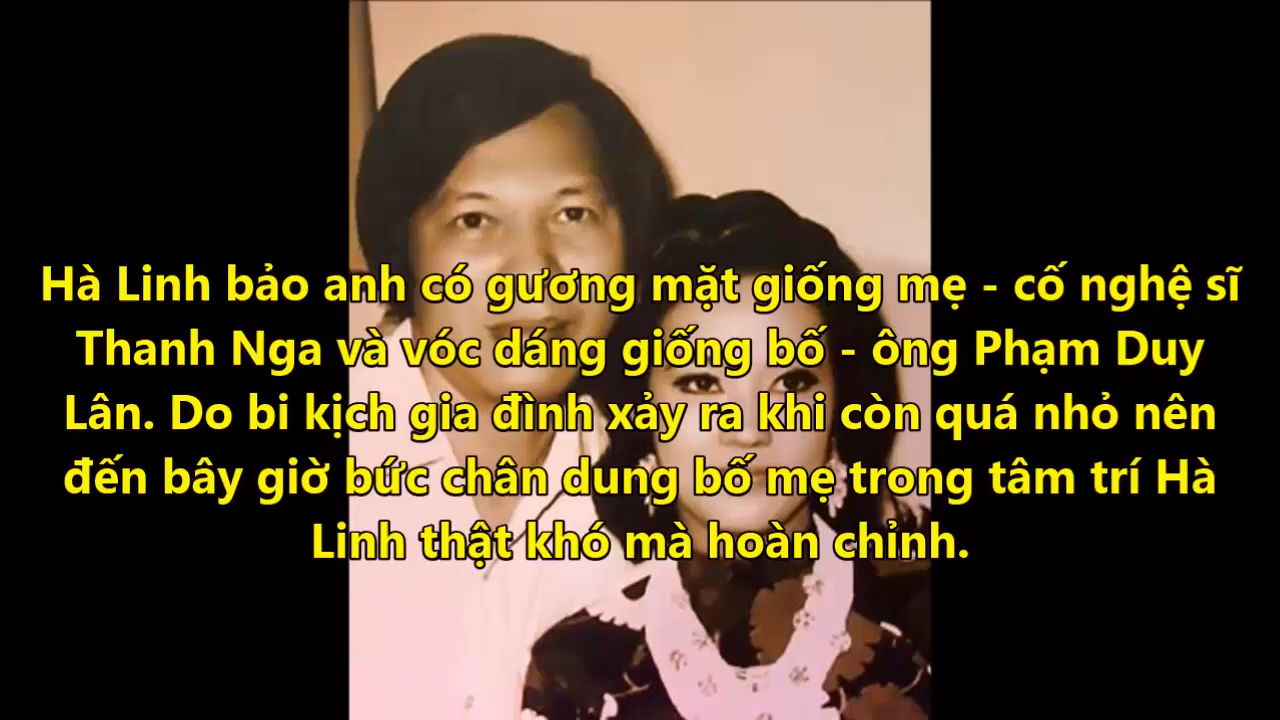 Hà Linh bảo anh có gương mặt giống mẹ - cố nghệ sĩ
Thanh Nga và vóc dáng giống bố - ông Phạm Duy
Lân. Do bi kịch gia đình xảy ra khi còn quá nhỏ nên
đến bây giờ bức chân dung bố mẹ trong tâm trí Hà
Linh thật khó mà hoàn chỉnh.